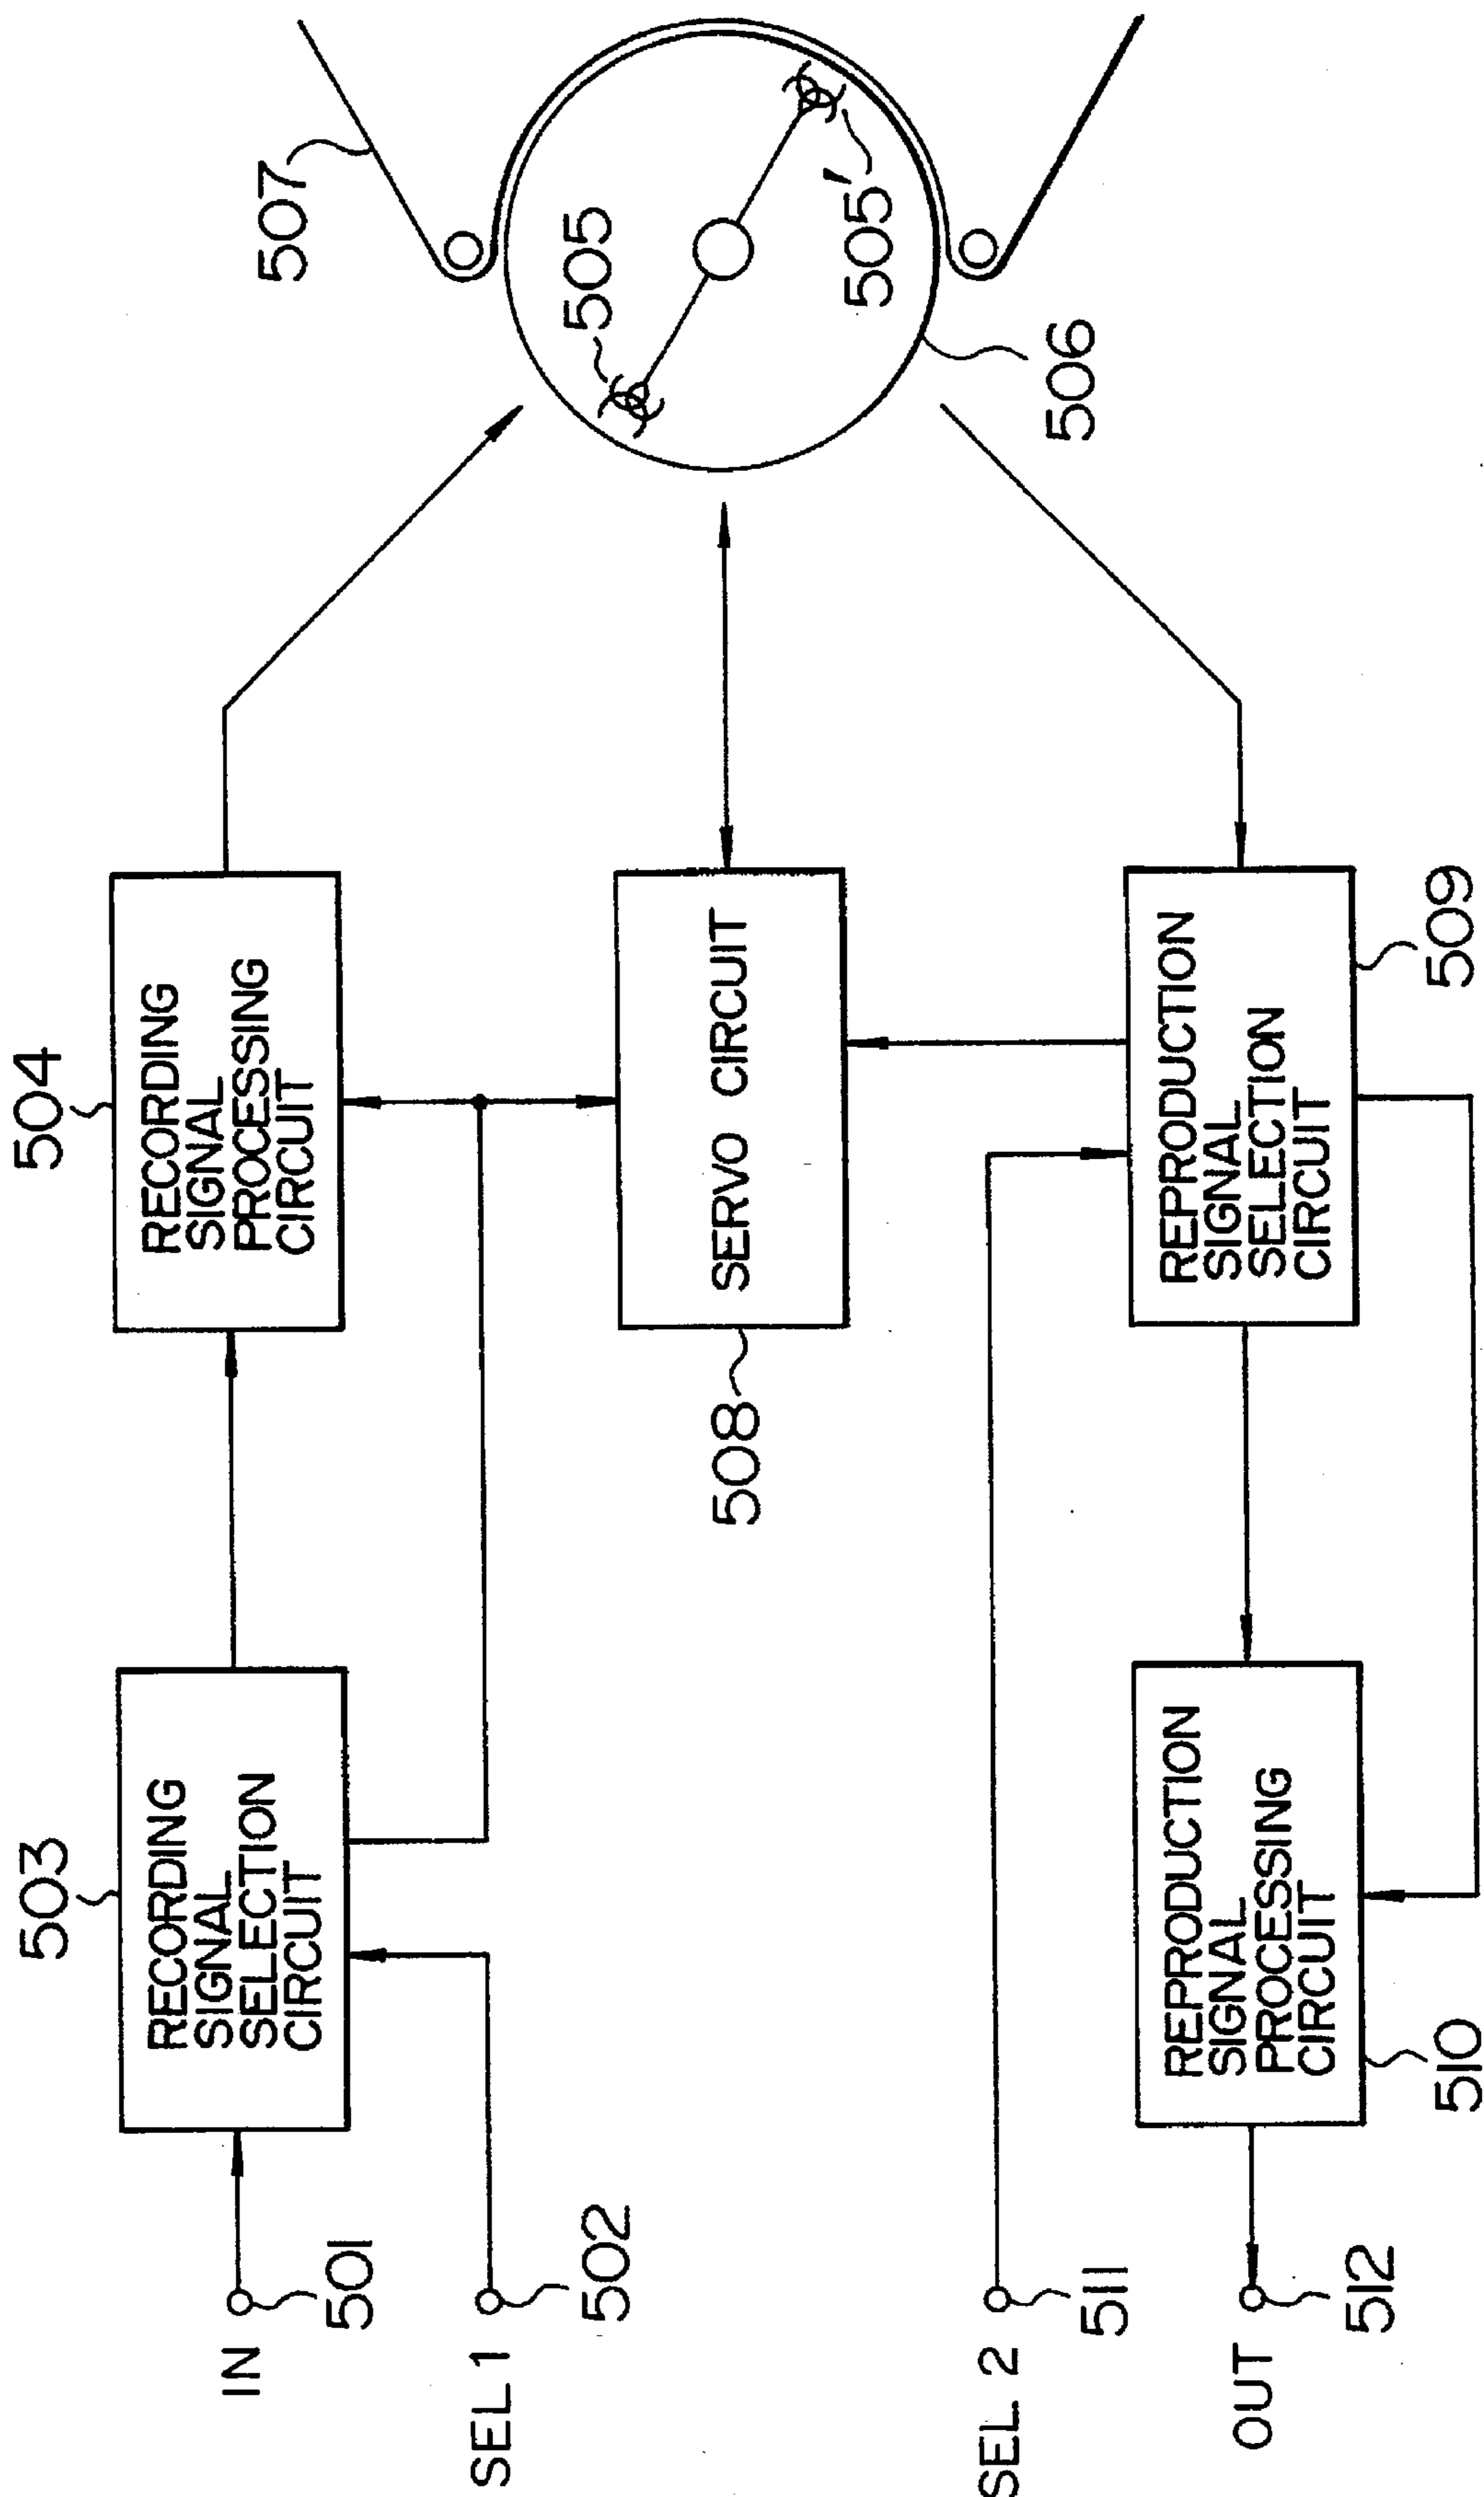 IN
501
SEL 1
502
503
RECORDING
SIGNAL
SELECTION
CIRCUIT
504
RECORDING
SIGNAL
PROCESSING
CIRCUIT
507
505
505'
506
508
SERVO CIRCUIT
SEL 2
511
OUT
512
REPRODUCTION
SIGNAL
PROCESSING
CIRCUIT
510
REPRODUCTION
SIGNAL
SELECTION
CIRCUIT
509